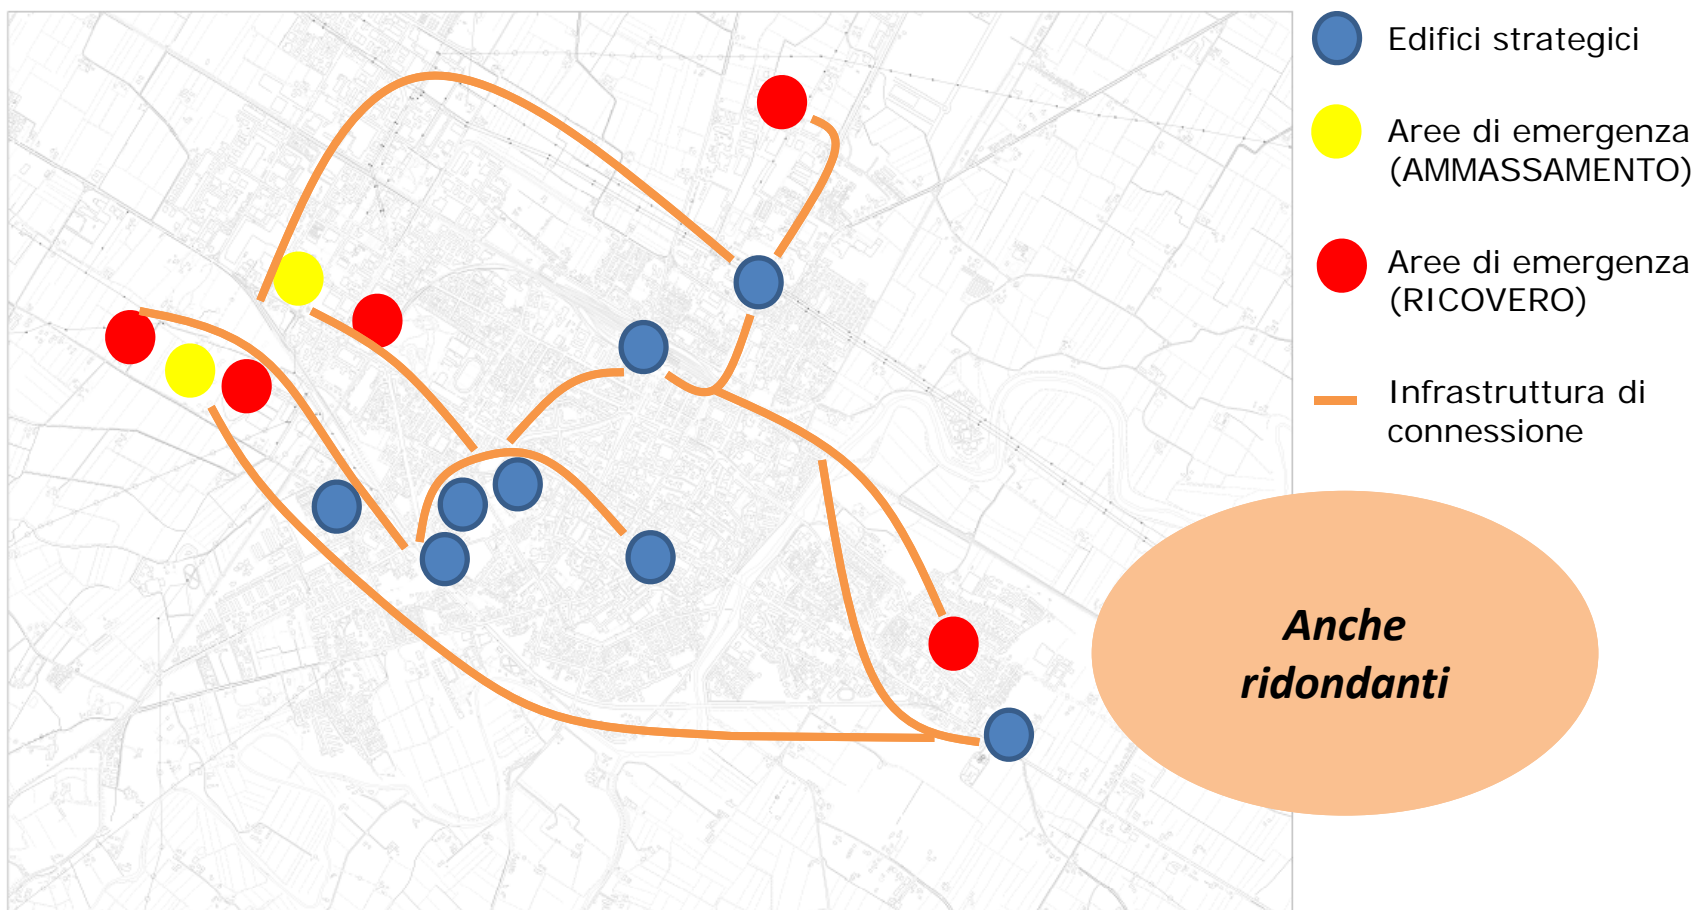 Edifici strategici
Aree di emergenza
(AMMASSAMENTO)
Aree di emergenza
(RICOVERO)
Infrastruttura di
connessione
Anche
ridondanti